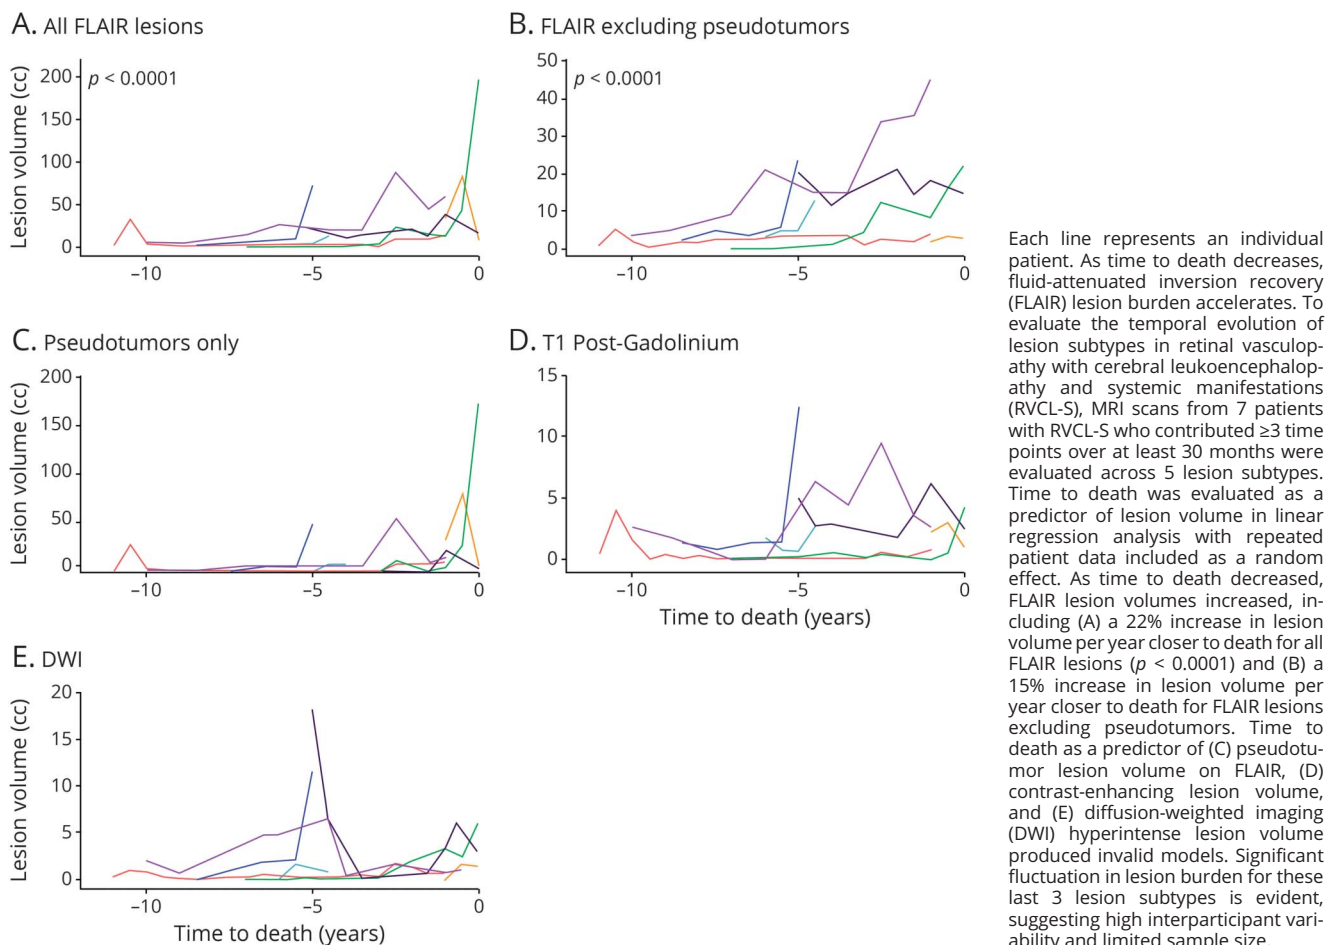 A. All FLAIR lesions
Lesion volume (cc)
200
150
100
50
0
p < 0.0001
−10
−5
0
B. FLAIR excluding pseudotumors
50
40
30
20
10
0
p < 0.0001
−10
−5
0
C. Pseudotumors only
Lesion volume (cc)
200
150
100
50
0
−10
−5
0
D. T1 Post-Gadolinium
15
10
5
0
−10
−5
0
Time to death (years)
E. DWI
Lesion volume (cc)
20
15
10
5
0
−10
−5
0
Time to death (years)
Each line represents an individual
patient. As time to death decreases,
fluid-attenuated inversion recovery
(FLAIR) lesion burden accelerates. To
evaluate the temporal evolution of
lesion subtypes in retinal vasculop-
athy with cerebral leukoencephalop-
athy and systemic manifestations
(RVCL-S), MRI scans from 7 patients
with RVCL-S who contributed ≥3 time
points over at least 30 months were
evaluated across 5 lesion subtypes.
Time to death was evaluated as a
predictor of lesion volume in linear
regression analysis with repeated
patient data included as a random
effect. As time to death decreased,
FLAIR lesion volumes increased, in-
cluding (A) a 22% increase in lesion
volume per year closer to death for all
FLAIR lesions (p < 0.0001) and (B) a
15% increase in lesion volume per
year closer to death for FLAIR lesions
excluding pseudotumors. Time to
death as a predictor of (C) pseudotu-
mor lesion volume on FLAIR, (D)
contrast-enhancing lesion volume,
and (E) diffusion-weighted imaging
(DWI) hyperintense lesion volume
produced invalid models. Significant
fluctuation in lesion burden for these
last 3 lesion subtypes is evident,
suggesting high interparticipant vari-
ability and limited sample size.